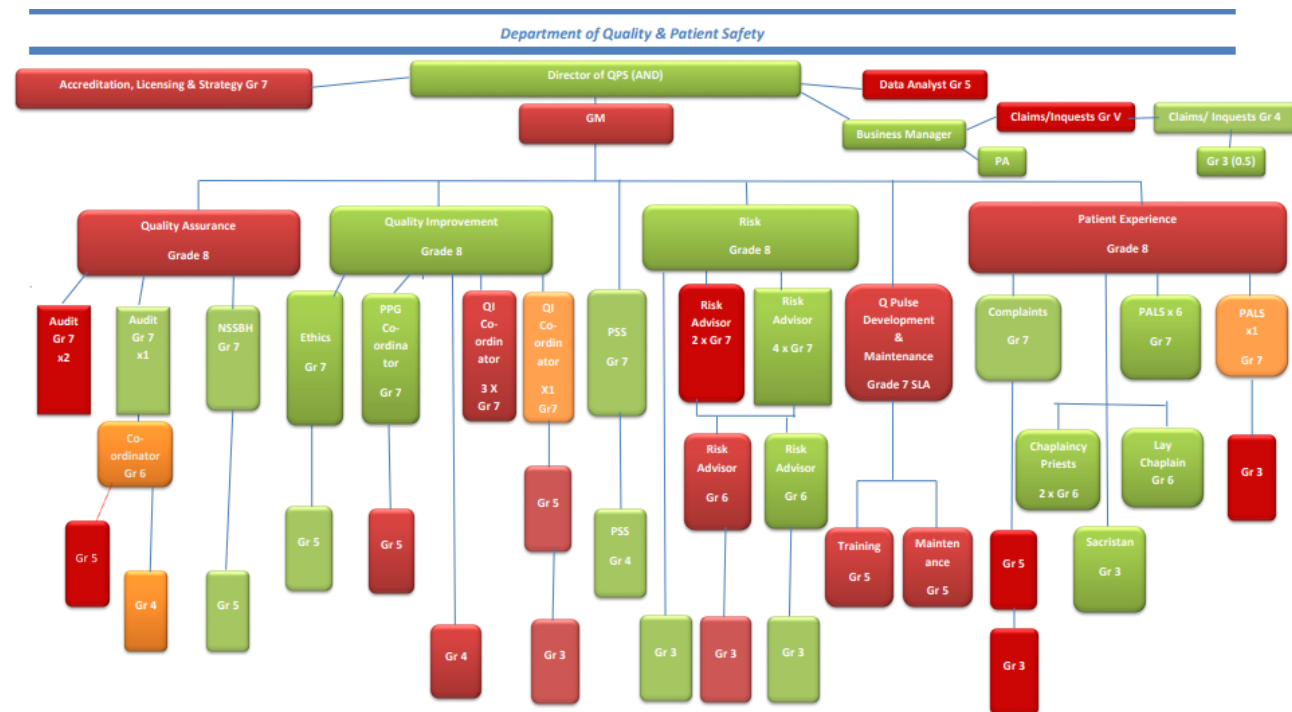 Department of Quality & Patient Safety
Accreditation, Licensing & Strategy Gr 7
Director of QPS (AND)
Data Analyst Gr 5
GM
Business Manager
Claims/Inquests Gr V
Claims/ Inquests Gr 4
PA
Gr 3 (0.5)
Quality Assurance
Grade 8
Quality Improvement
Grade 8
Risk
Grade 8
Patient Experience
Grade 8
Audit
Gr 7
x2
Audit
Gr 7
x1
NSSBH
Gr 7
Ethics
Gr 7
PPG
Co-
ordina
tor
Gr 7
QI
Co-
ordin
ator
3 X
Gr 7
QI
Co-
ordin
ator
X1
Gr7
PSS
Gr 7
Risk
Advisor
2 x Gr 7
Risk
Advisor
4 x Gr 7
Q Pulse
Development
&
Maintenance
Grade 7 SLA
Complaints
Gr 7
PALS x 6
Gr 7
PALS
x1
Gr 7
Co-
ordinator
Gr 6
Risk
Advisor
Gr 6
Risk
Advisor
Gr 6
Chaplaincy
Priests
2 x Gr 6
Lay
Chaplain
Gr 6
Gr 3
Gr 5
Gr 5
Gr 5
Gr 5
PSS
Gr 4
Training
Gr 5
Mainten
ance
Gr 5
Gr 5
Sacristan
Gr 3
Gr 4
Gr 5
Gr 4
Gr 3
Gr 3
Gr 3
Gr 3
Gr 3